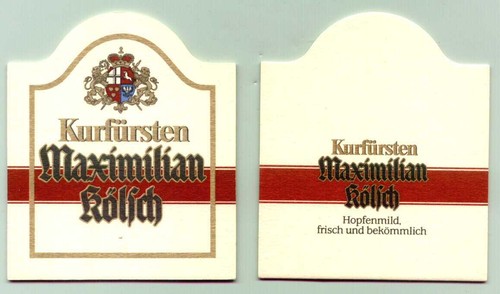 Kurfürsten
Maximilian
Kölsch
Kurfürsten
Maximilian
Kölsch
Hopfenmild,
frisch und bekömmlich